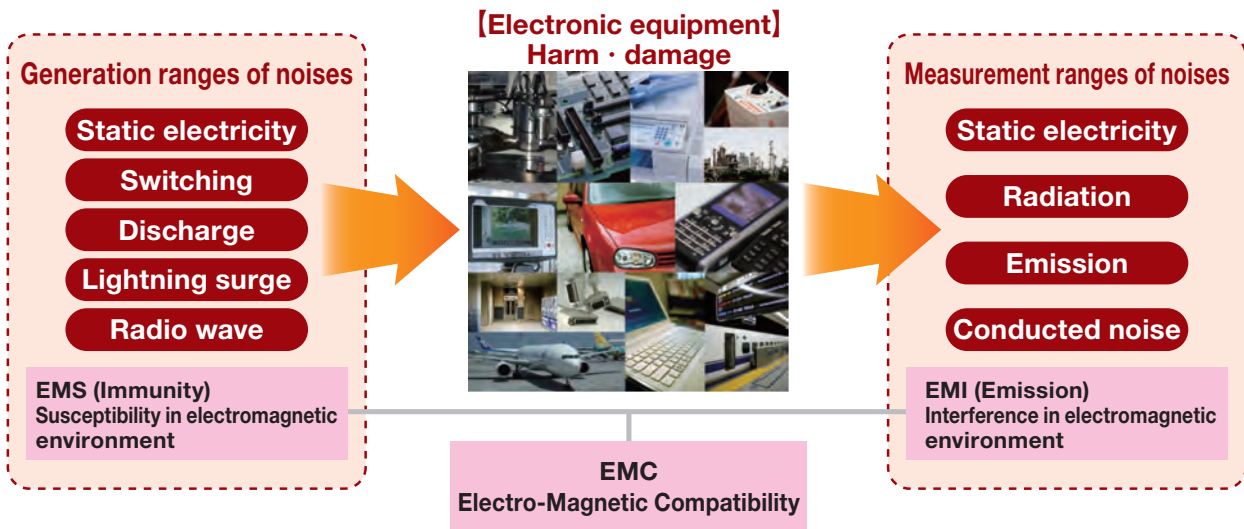 【Electronic equipment】
Harm · damage
Generation ranges of noises
Static electricity
Switching
Discharge
Lightning surge
Radio wave
EMS (Immunity)
Susceptibility in electromagnetic
environment
Measurement ranges of noises
Static electricity
Radiation
Emission
Conducted noise
EMI (Emission)
Interference in electromagnetic
environment
EMC
Electro-Magnetic Compatibility